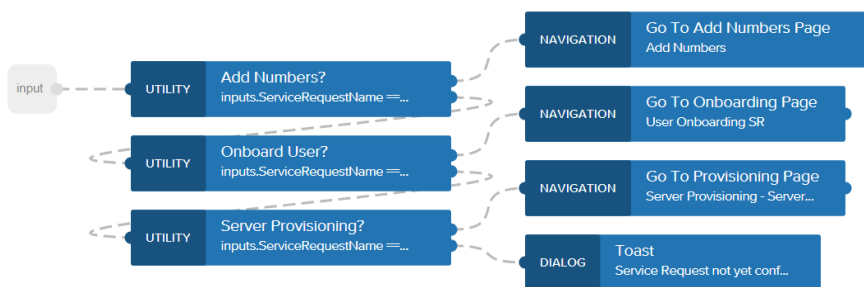 input
UTILITY
Add Numbers?
inputs.ServiceRequestName ==...
NAVIGATION
Go To Add Numbers Page
Add Numbers
UTILITY
Onboard User?
inputs.ServiceRequestName ==...
NAVIGATION
Go To Onboarding Page
User Onboarding SR
UTILITY
Server Provisioning?
inputs.ServiceRequestName ==...
NAVIGATION
Go To Provisioning Page
Server Provisioning - Server...
DIALOG
Toast
Service Request not yet conf...